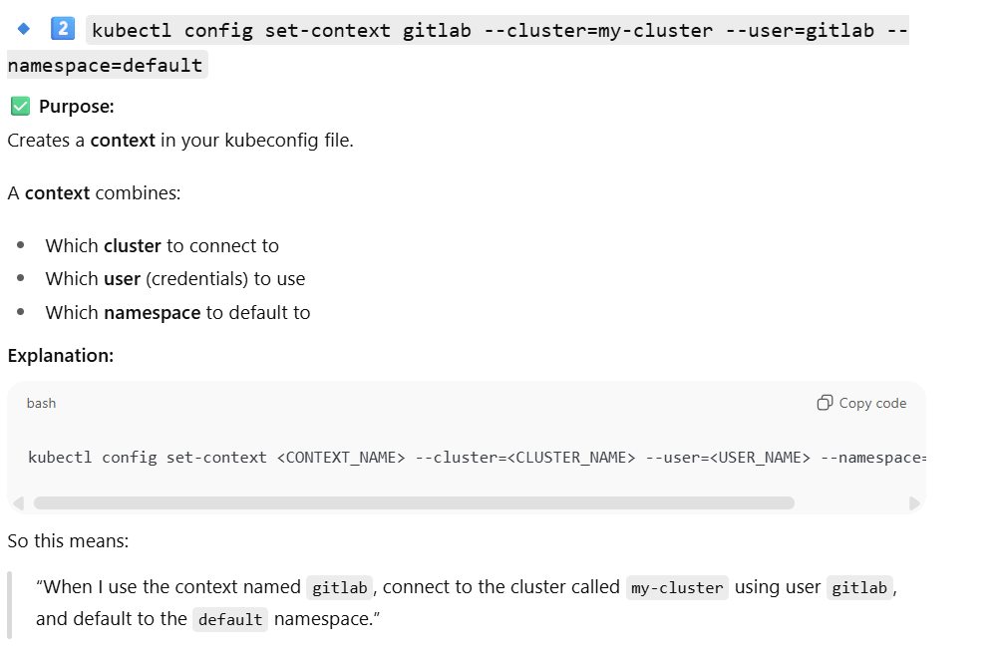 🔹 2️⃣ kubectl config set-context gitlab --cluster=my-cluster --user=gitlab --
namespace=default
✅ Purpose:
Creates a context in your kubeconfig file.
A context combines:
• Which cluster to connect to
• Which user (credentials) to use
• Which namespace to default to
Explanation:
bash Copy code
kubectl config set-context <CONTEXT_NAME> --cluster=<CLUSTER_NAME> --user=<USER_NAME> --namespace=
So this means:
“When I use the context named gitlab, connect to the cluster called my-cluster using user gitlab,
and default to the default namespace.”